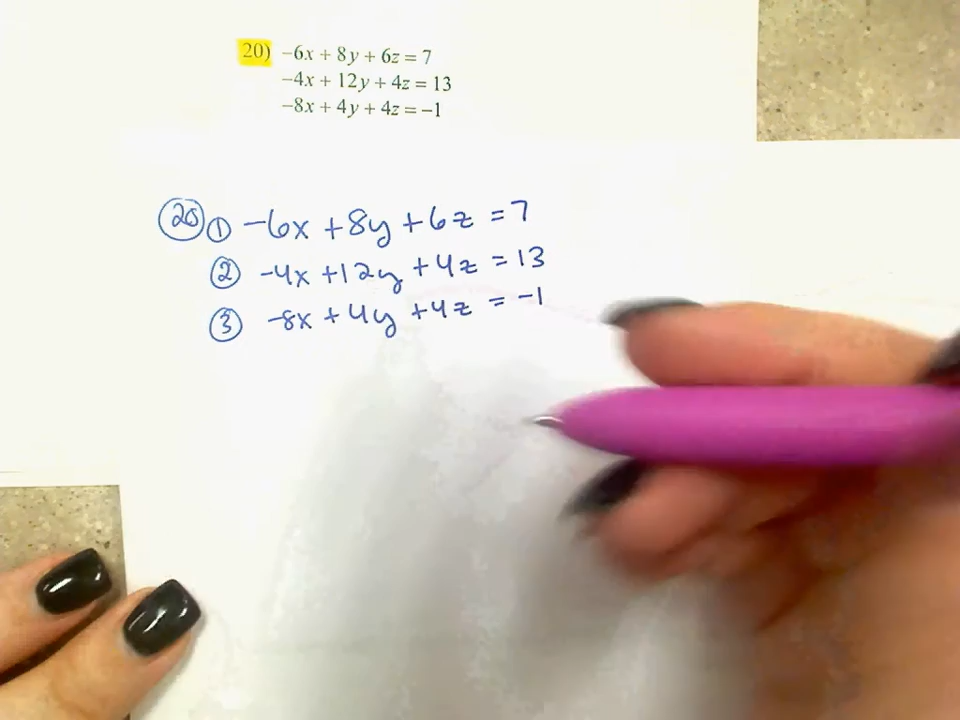 20) −6x + 8y + 6z = 7
−4x + 12y + 4z = 13
−8x + 4y + 4z = −1
20 1 -6x + 8y + 6z = 7
2 -4x + 12y + 4z = 13
3 -8x + 4y + 4z = -1